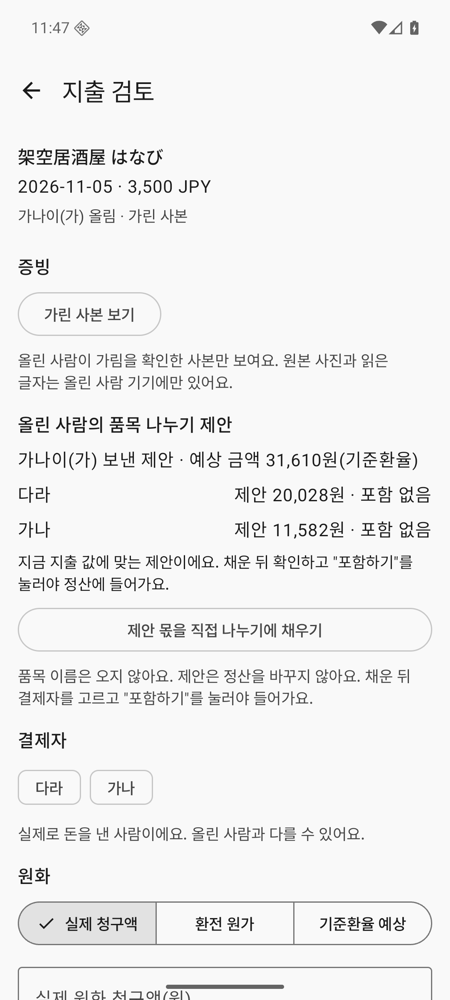 11:47
지출 검토
架空居酒屋 はなび
2026-11-05 · 3,500 JPY
가나이(가) 올림 · 가린 사본
증빙
가린 사본 보기
올린 사람이 가림을 확인한 사본만 보여요. 원본 사진과 읽은
글자는 올린 사람 기기에만 있어요.
올린 사람의 품목 나누기 제안
가나이(가) 보낸 제안 · 예상 금액 31,610원(기준환율)
다라 제안 20,028원 · 포함 없음
가나 제안 11,582원 · 포함 없음
지금 지출 값에 맞는 제안이에요. 채운 뒤 확인하고 "포함하기"를
눌러야 정산에 들어가요.
제안 몫을 직접 나누기에 채우기
품목 이름은 오지 않아요. 제안은 정산을 바꾸지 않아요. 채운 뒤
결제자를 고르고 "포함하기"를 눌러야 들어가요.
결제자
다라 가나
실제로 돈을 낸 사람이에요. 올린 사람과 다를 수 있어요.
원화
실제 청구액 환전 원가 기준환율 예상
실제 원화 청구액(원)